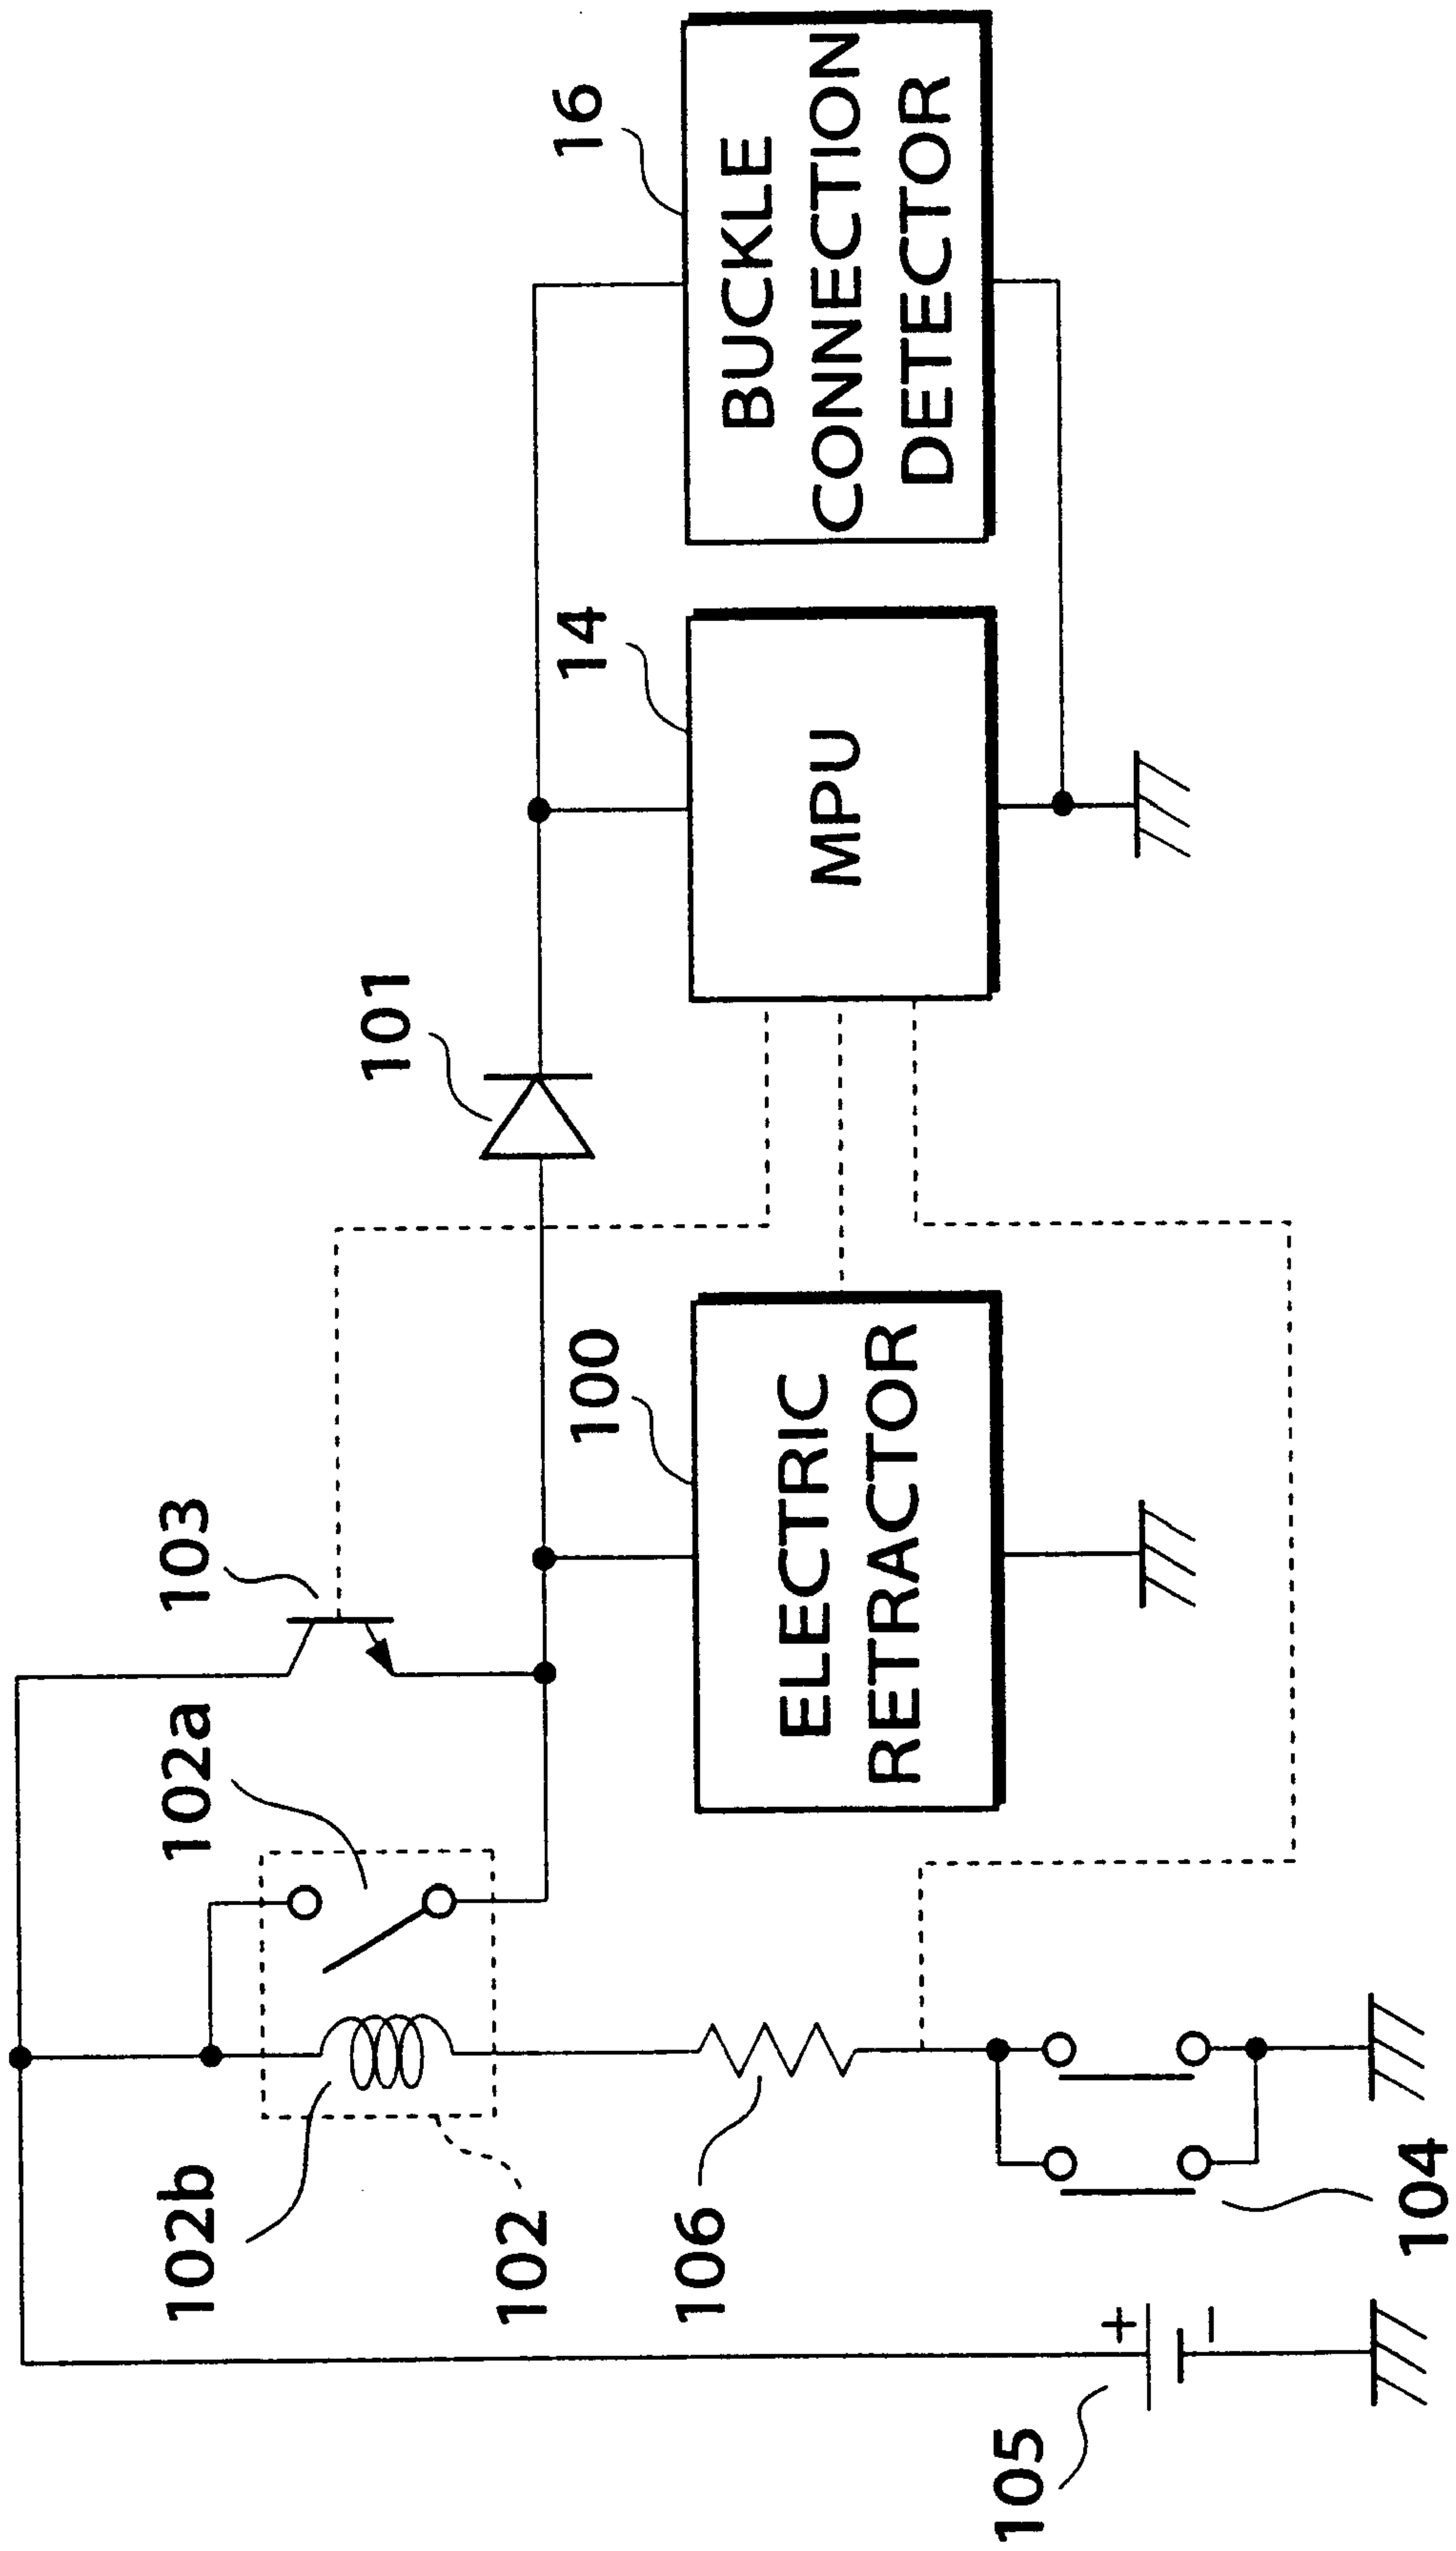 102b
102a
103
101
102
106
100
14
16
ELECTRIC
RETRACTOR
MPU
BUCKLE
CONNECTION
DETECTOR
105
+
−
104